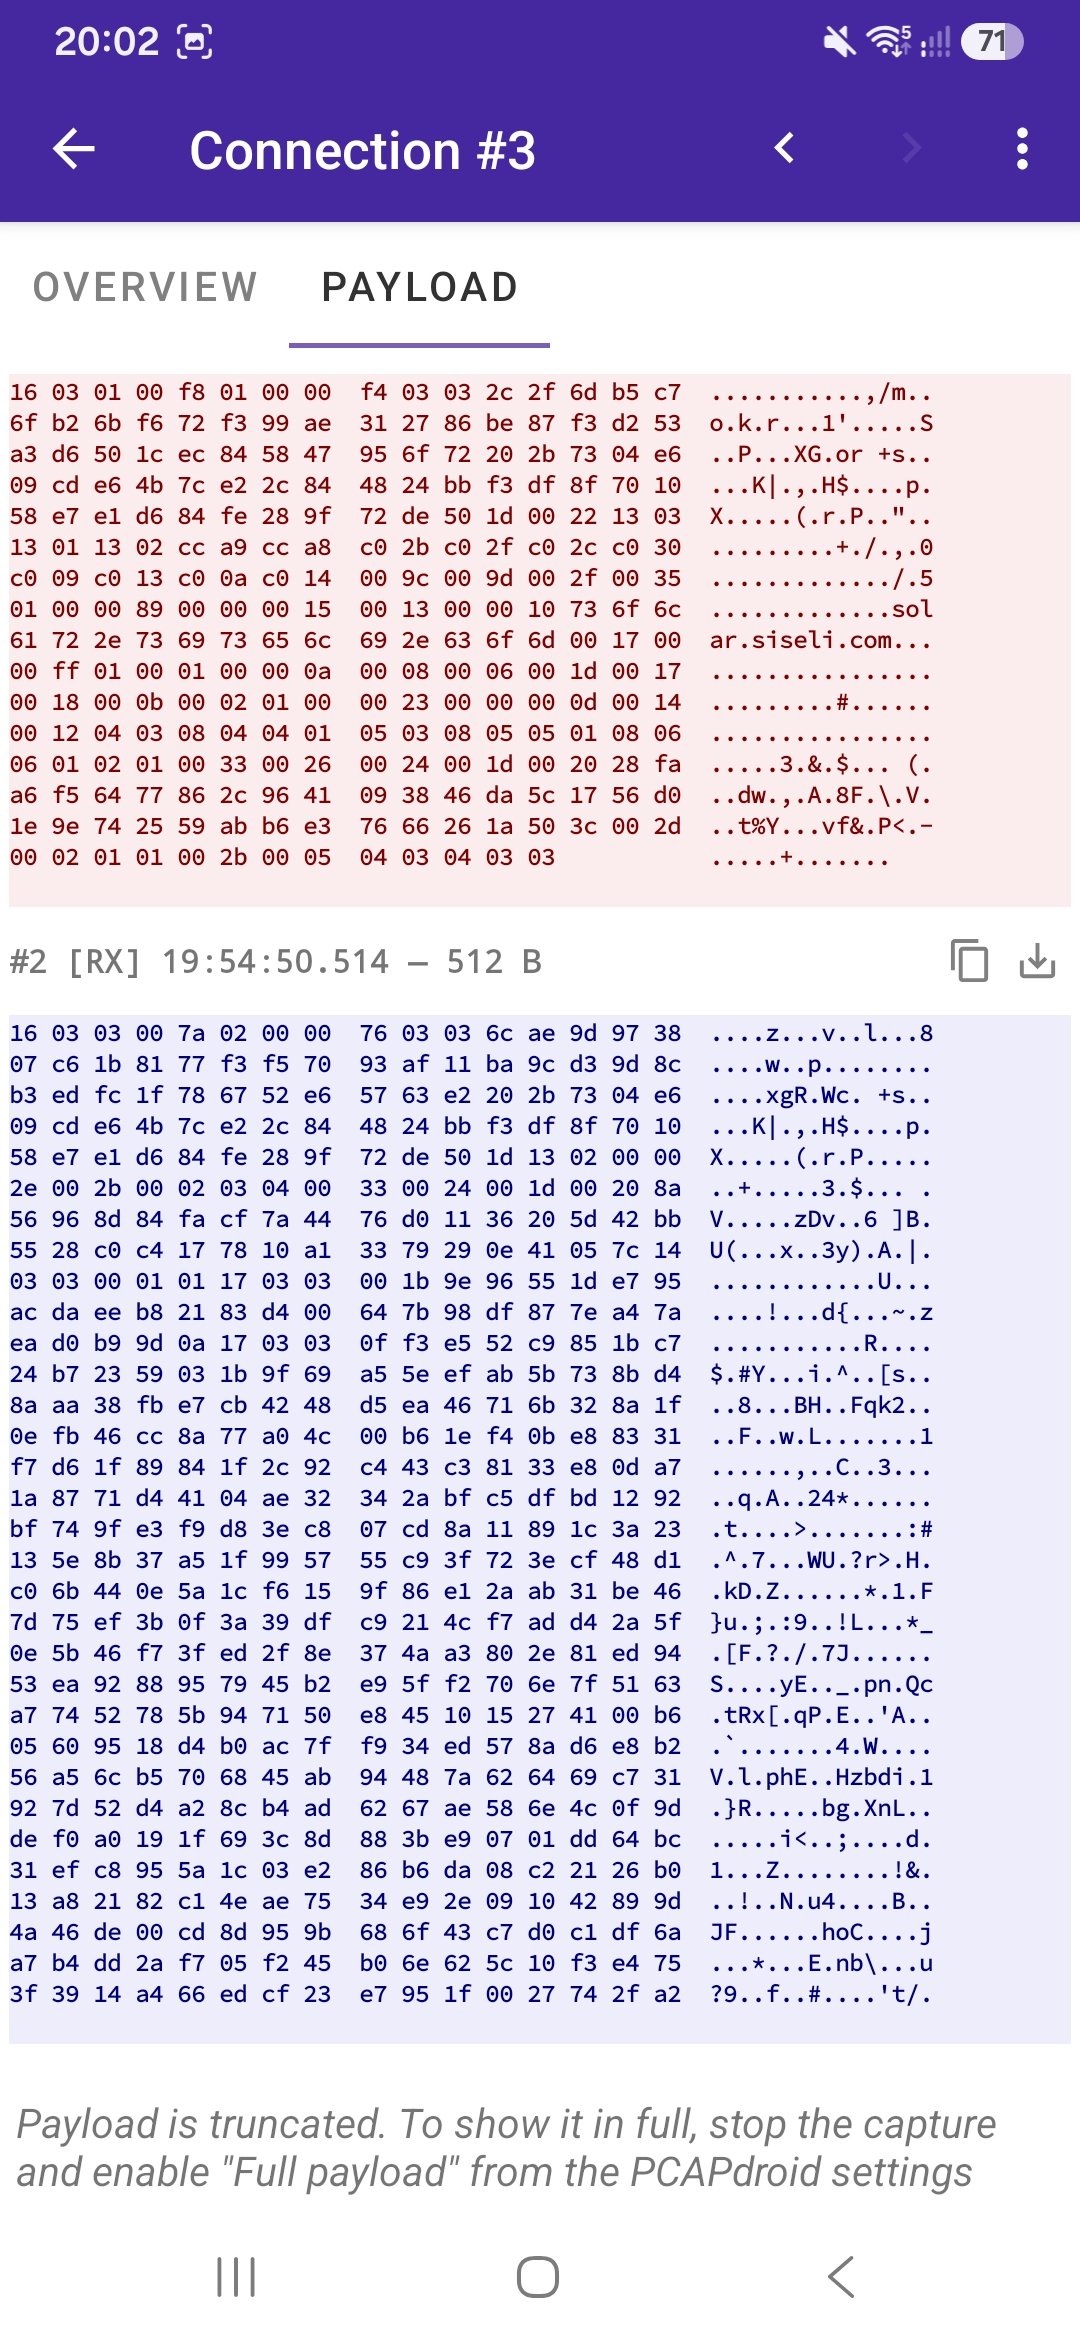 20:02
5
71
Connection #3
OVERVIEW PAYLOAD
16 03 01 00 f8 01 00 00  f4 03 03 2c 2f 6d b5 c7  ...........,/m..
6f b2 6b f6 72 f3 99 ae  31 27 86 be 87 f3 d2 53  o.k.r...1'.....S
a3 d6 50 1c ec 84 58 47  95 6f 72 20 2b 73 04 e6  ..P...XG.or +s..
09 cd e6 4b 7c e2 2c 84  48 24 bb f3 df 8f 70 10  ...K|.,.H$....p.
58 e7 e1 d6 84 fe 28 9f  72 de 50 1d 00 22 13 03  X.....(.r.P.."..
13 01 13 02 cc a9 cc a8  c0 2b c0 2f c0 2c c0 30  .........+./.,.0
c0 09 c0 13 c0 0a c0 14  00 9c 00 9d 00 2f 00 35  ............./.5
01 00 00 89 00 00 00 15  00 13 00 00 10 73 6f 6c  .............sol
61 72 2e 73 69 73 65 6c  69 2e 63 6f 6d 00 17 00  ar.siseli.com...
00 ff 01 00 01 00 00 0a  00 08 00 06 00 1d 00 17  ................
00 18 00 0b 00 02 01 00  00 23 00 00 00 0d 00 14  .........#......
00 12 04 03 08 04 04 01  05 03 08 05 05 01 08 06  ................
06 01 02 01 00 33 00 26  00 24 00 1d 00 20 28 fa  .....3.&.$... (.
a6 f5 64 77 86 2c 96 41  09 38 46 da 5c 17 56 d0  ..dw.,.A.8F.\.V.
1e 9e 74 25 59 ab b6 e3  76 66 26 1a 50 3c 00 2d  ..t%Y...vf&.P<.-
00 02 01 01 00 2b 00 05  04 03 04 03 03  .....+.......
#2 [RX] 19:54:50.514 — 512 B
16 03 03 00 7a 02 00 00  76 03 03 6c ae 9d 97 38  ....z...v..l...8
07 c6 1b 81 77 f3 f5 70  93 af 11 ba 9c d3 9d 8c  ....w..p........
b3 ed fc 1f 78 67 52 e6  57 63 e2 20 2b 73 04 e6  ....xgR.Wc. +s..
09 cd e6 4b 7c e2 2c 84  48 24 bb f3 df 8f 70 10  ...K|.,.H$....p.
58 e7 e1 d6 84 fe 28 9f  72 de 50 1d 13 02 00 00  X.....(.r.P.....
2e 00 2b 00 02 03 04 00  33 00 24 00 1d 00 20 8a  ..+.....3.$... .
56 96 8d 84 fa cf 7a 44  76 d0 11 36 20 5d 42 bb  V.....zDv..6 ]B.
55 28 c0 c4 17 78 10 a1  33 79 29 0e 41 05 7c 14  U(...x..3y).A.|.
03 03 00 01 01 17 03 03  00 1b 9e 96 55 1d e7 95  ............U...
ac da ee b8 21 83 d4 00  64 7b 98 df 87 7e a4 7a  ....!...d{...~.z
ea d0 b9 9d 0a 17 03 03  0f f3 e5 52 c9 85 1b c7  ...........R....
24 b7 23 59 03 1b 9f 69  a5 5e ef ab 5b 73 8b d4  $.#Y...i.^..[s..
8a aa 38 fb e7 cb 42 48  d5 ea 46 71 6b 32 8a 1f  ..8...BH..Fqk2..
0e fb 46 cc 8a 77 a0 4c  00 b6 1e f4 0b e8 83 31  ..F..w.L.......1
f7 d6 1f 89 84 1f 2c 92  c4 43 c3 81 33 e8 0d a7  ......,..C..3...
1a 87 71 d4 41 04 ae 32  34 2a bf c5 df bd 12 92  ..q.A..24*......
bf 74 9f e3 f9 d8 3e c8  07 cd 8a 11 89 1c 3a 23  .t....>.......:#
13 5e 8b 37 a5 1f 99 57  55 c9 3f 72 3e cf 48 d1  .^.7...WU.?r>.H.
c0 6b 44 0e 5a 1c f6 15  9f 86 e1 2a ab 31 be 46  .kD.Z......*.1.F
7d 75 ef 3b 0f 3a 39 df  c9 21 4c f7 ad d4 2a 5f  }u.;.:9..!L...*_
0e 5b 46 f7 3f ed 2f 8e  37 4a a3 80 2e 81 ed 94  .[F.?./.7J......
53 ea 92 88 95 79 45 b2  e9 5f f2 70 6e 7f 51 63  S....yE.._.pn.Qc
a7 74 52 78 5b 94 71 50  e8 45 10 15 27 41 00 b6  .tRx[.qP.E..'A..
05 60 95 18 d4 b0 ac 7f  f9 34 ed 57 8a d6 e8 b2  .`.......4.W....
56 a5 6c b5 70 68 45 ab  94 48 7a 62 64 69 c7 31  V.l.phE..Hzbdi.1
92 7d 52 d4 a2 8c b4 ad  62 67 ae 58 6e 4c 0f 9d  .}R.....bg.XnL..
de f0 a0 19 1f 69 3c 8d  88 3b e9 07 01 dd 64 bc  .....i<..;....d.
31 ef c8 95 5a 1c 03 e2  86 b6 da 08 c2 21 26 b0  1...Z........!&.
13 a8 21 82 c1 4e ae 75  34 e9 2e 09 10 42 89 9d  ..!..N.u4....B..
4a 46 de 00 cd 8d 95 9b  68 6f 43 c7 d0 c1 df 6a  JF......hoC....j
a7 b4 dd 2a f7 05 f2 45  b0 6e 62 5c 10 f3 e4 75  ...*...E.nb\...u
3f 39 14 a4 66 ed cf 23  e7 95 1f 00 27 74 2f a2  ?9..f..#....'t/.
Payload is truncated. To show it in full, stop the capture
and enable "Full payload" from the PCAPdroid settings